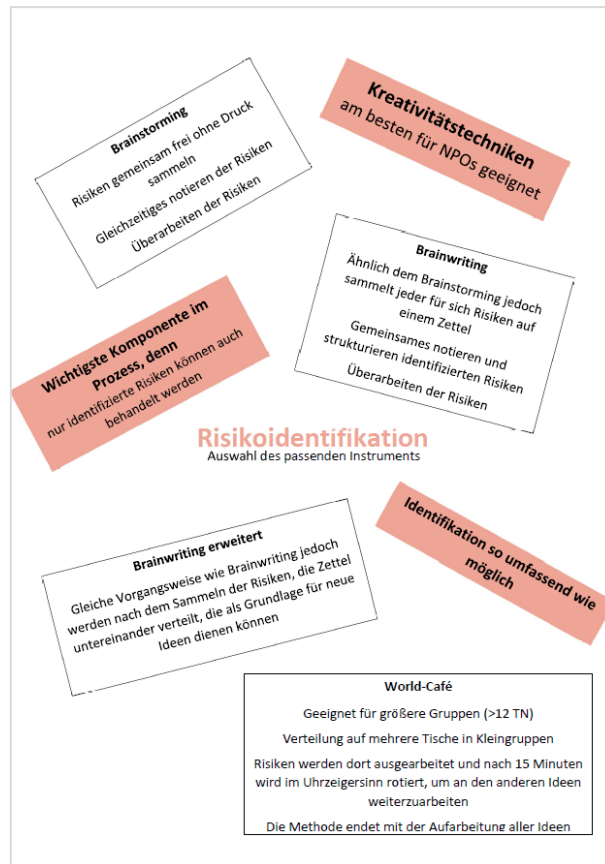 Brainstorming
Risiken gemeinsam frei ohne Druck
sammeln
Gleichzeitiges notieren der Risiken
Überarbeiten der Risiken
Kreativitätstechniken
am besten für NPOs geeignet
Brainwriting
Ähnlich dem Brainstorming jedoch
sammelt jeder für sich Risiken auf
einem Zettel
Gemeinsames notieren und
strukturieren identifizierten Risiken
Überarbeiten der Risiken
Wichtigste Komponente im
Prozess, denn
nur identifizierte Risiken können auch
behandelt werden
Risikoidentifikation
Auswahl des passenden Instruments
Identifikation so umfassend wie
möglich
Brainwriting erweitert
Gleiche Vorgangsweise wie Brainwriting jedoch
werden nach dem Sammeln der Risiken, die Zettel
untereinander verteilt, die als Grundlage für neue
Ideen dienen können
World-Café
Geeignet für größere Gruppen (>12 TN)
Verteilung auf mehrere Tische in Kleingruppen
Risiken werden dort ausgearbeitet und nach 15 Minuten
wird im Uhrzeigersinn rotiert, um an den anderen Ideen
weiterzuarbeiten
Die Methode endet mit der Aufarbeitung aller Ideen